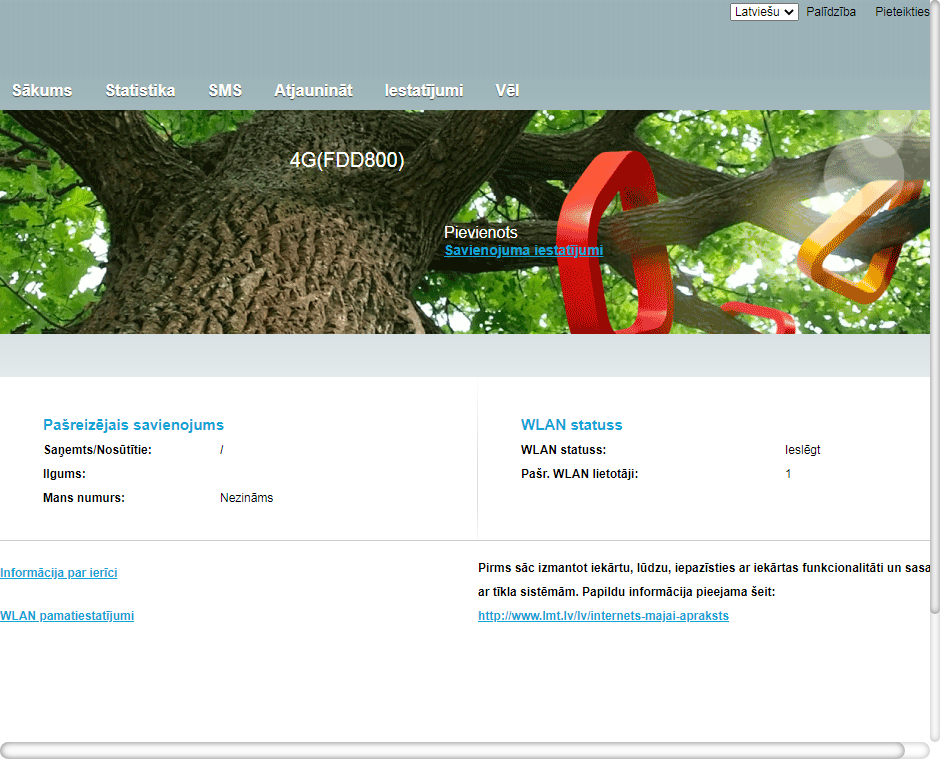 Latviešu Palīdzība Pieteikties
Sākums Statistika SMS Atjaunināt Iestatījumi Vēl
4G(FDD800)
Pievienots
Savienojuma iestatījumi
Pašreizējais savienojums
Saņemts/Nosūtītie: /
Ilgums:
Mans numurs: Nezināms
WLAN statuss
WLAN statuss: Ieslēgt
Pašr. WLAN lietotāji: 1
Informācija par ierīci
WLAN pamatiestatījumi
Pirms sāc izmantot iekārtu, lūdzu, iepazīsties ar iekārtas funkcionalitāti un sasa
ar tīkla sistēmām. Papildu informācija pieejama šeit:
http://www.lmt.lv/lv/internets-majai-apraksts